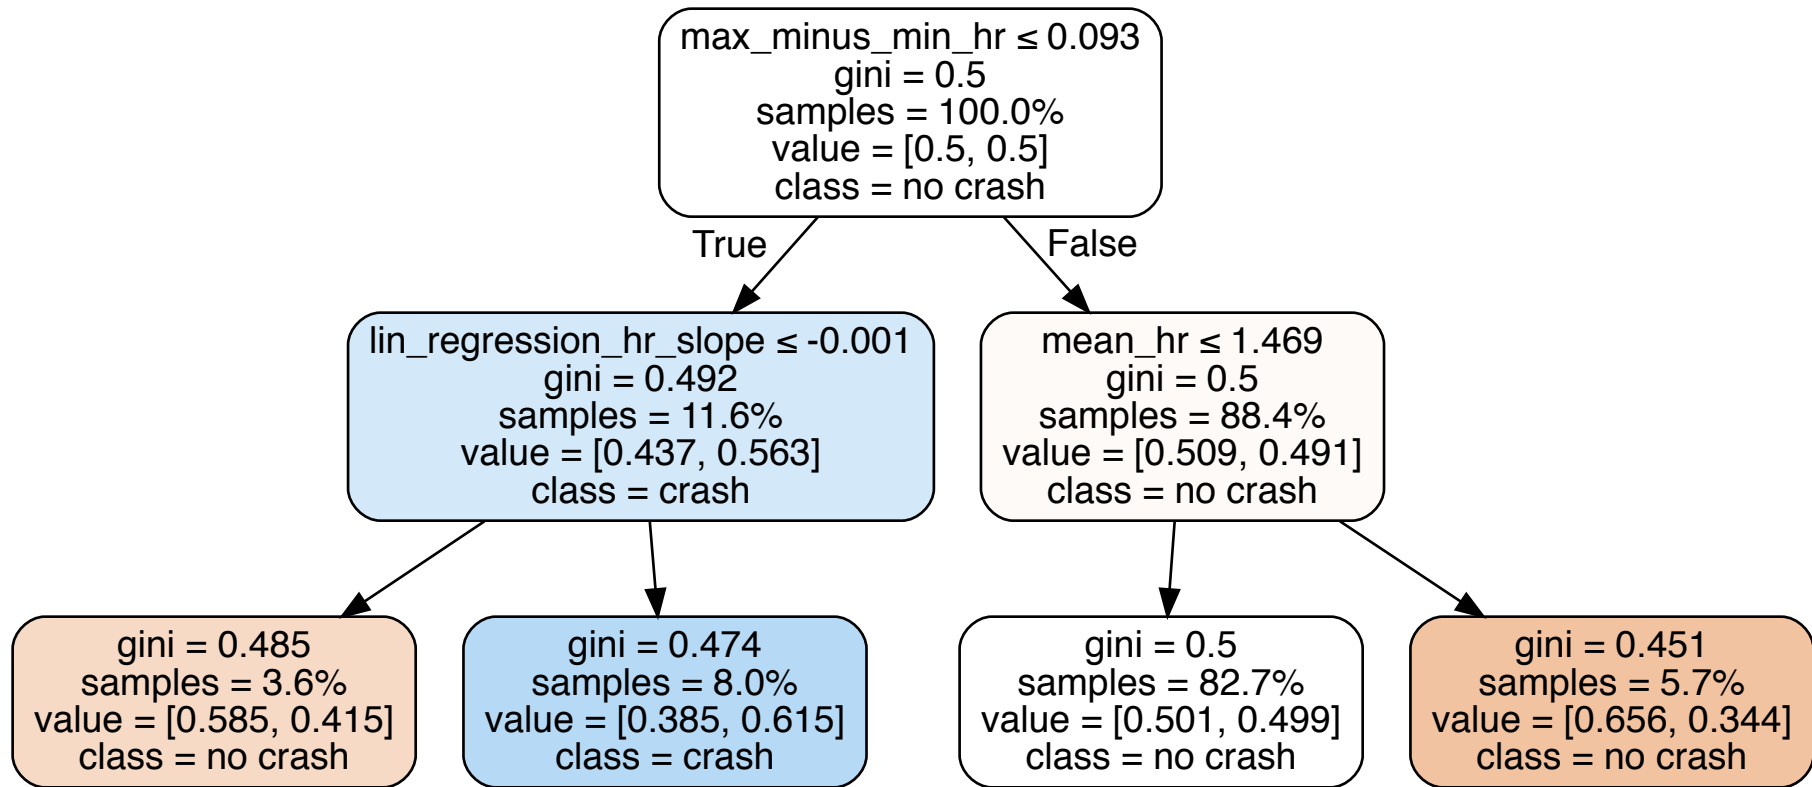 max_minus_min_hr ≤ 0.093
gini = 0.5
samples = 100.0%
value = [0.5, 0.5]
class = no crash
True
False
lin_regression_hr_slope ≤ -0.001
gini = 0.492
samples = 11.6%
value = [0.437, 0.563]
class = crash
mean_hr ≤ 1.469
gini = 0.5
samples = 88.4%
value = [0.509, 0.491]
class = no crash
gini = 0.485
samples = 3.6%
value = [0.585, 0.415]
class = no crash
gini = 0.474
samples = 8.0%
value = [0.385, 0.615]
class = crash
gini = 0.5
samples = 82.7%
value = [0.501, 0.499]
class = no crash
gini = 0.451
samples = 5.7%
value = [0.656, 0.344]
class = no crash